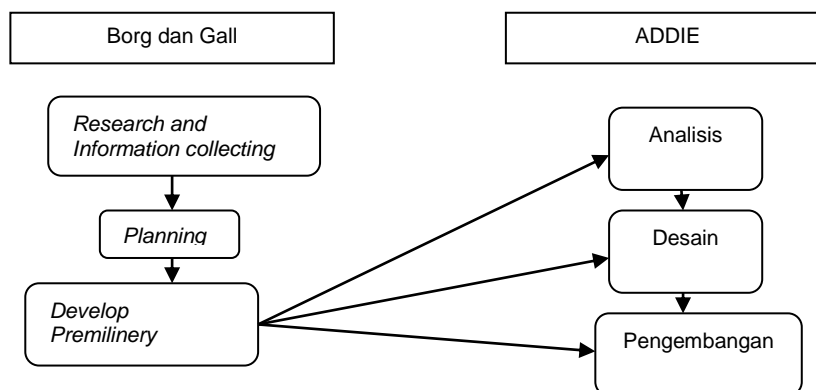 Borg dan Gall
ADDIE
Research and
Information collecting
Planning
Develop
Premilinery
Analisis
Desain
Pengembangan